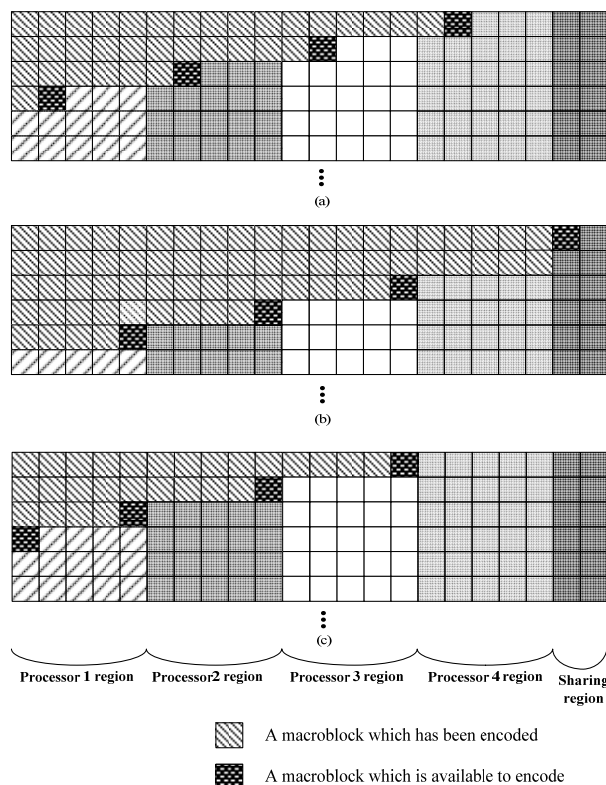 (a)
(b)
(c)
Processor 1 region
Processor2 region
Processor 3 region
Processor 4 region
Sharing
region
A macroblock which has been encoded
A macroblock which is available to encode